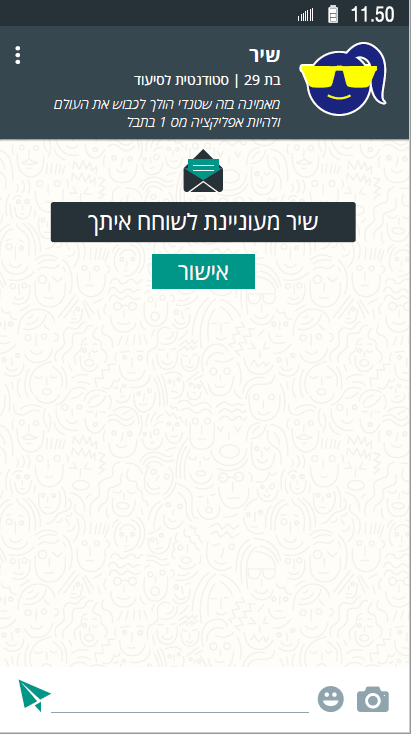 11.50
שיר
בת 29 | סטודנטית לסיעוד
מאמינה בזה שטנדי הולך לכבוש את העולם
ולהיות אפליקציה מס 1 בתבל
שיר מעוניינת לשוחח איתך
אישור